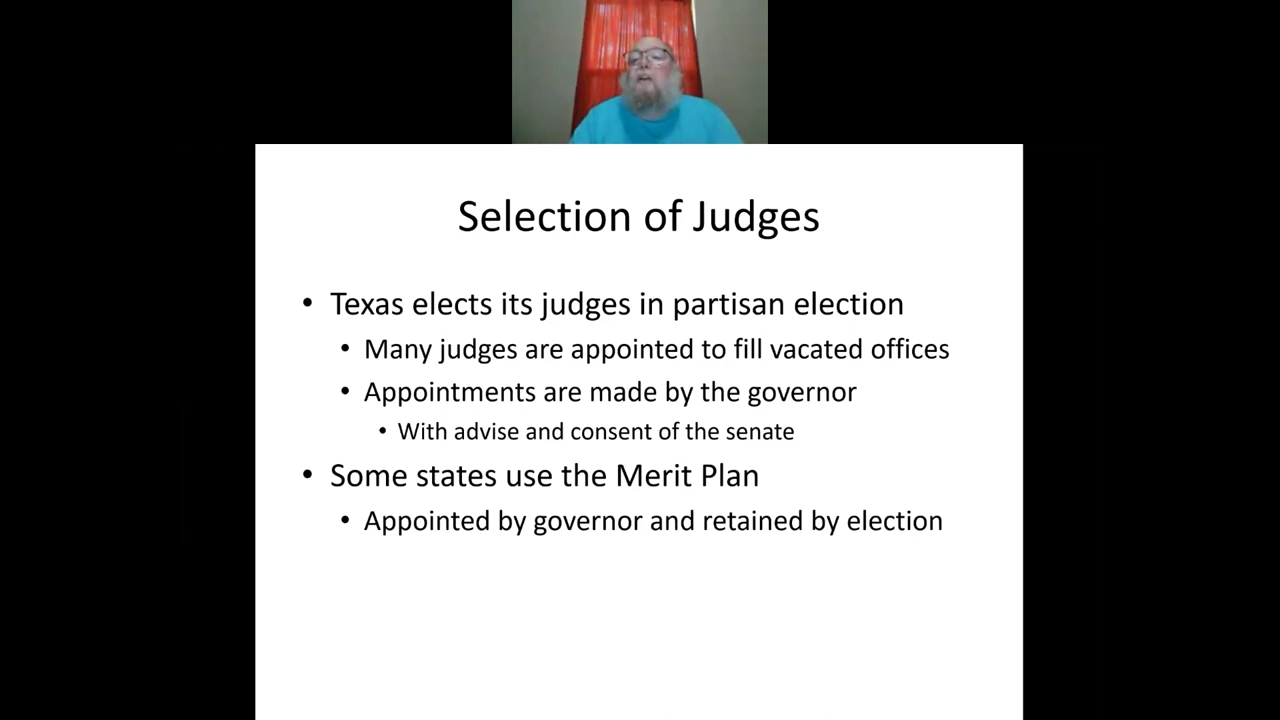 Selection of Judges
• Texas elects its judges in partisan election
• Many judges are appointed to fill vacated offices
• Appointments are made by the governor
• With advise and consent of the senate
• Some states use the Merit Plan
• Appointed by governor and retained by election